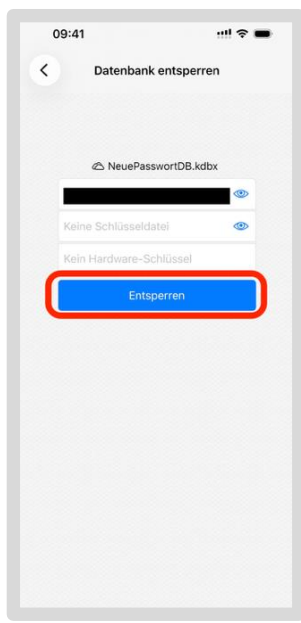 09:41
Datenbank entsperren
NeuePasswortDB.kdbx
Keine Schlüsseldatei
Kein Hardware-Schlüssel
Entsperren